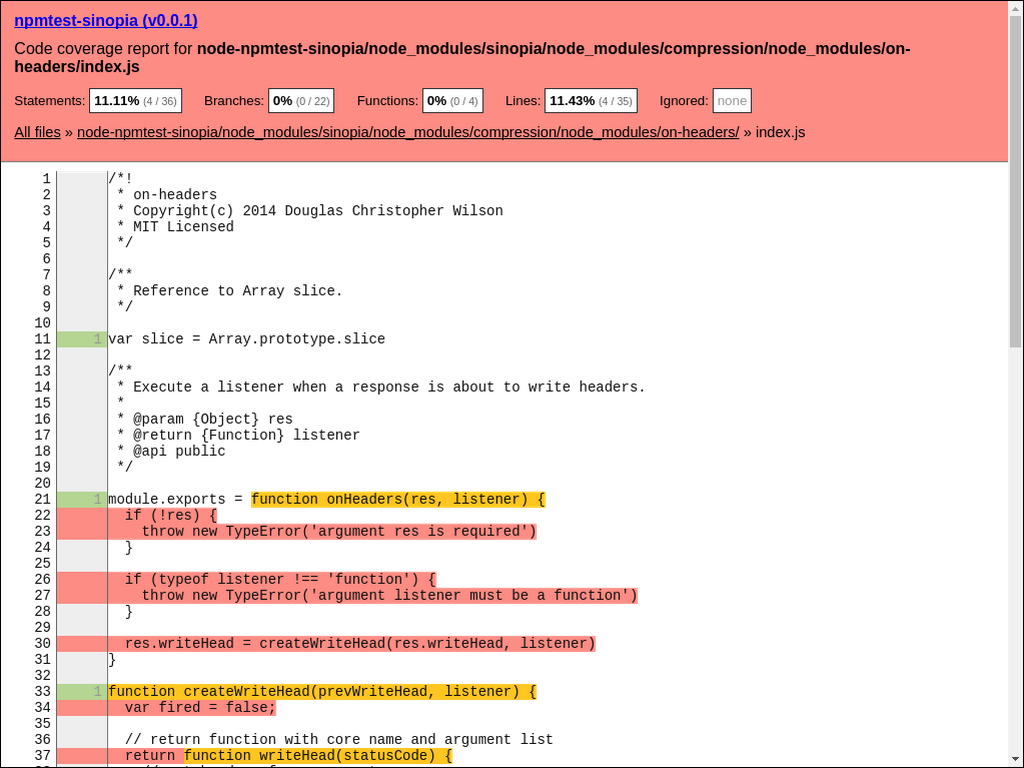 npmtest-sinopia (v0.0.1)
Code coverage report for node-npmtest-sinopia/node_modules/sinopia/node_modules/compression/node_modules/on-
headers/index.js
Statements: 11.11% (4 / 36) Branches: 0% (0 / 22) Functions: 0% (0 / 4) Lines: 11.43% (4 / 35) Ignored: none
All files » node-npmtest-sinopia/node_modules/sinopia/node_modules/compression/node_modules/on-headers/ » index.js
1 /*!
2  * on-headers
3  * Copyright(c) 2014 Douglas Christopher Wilson
4  * MIT Licensed
5  */
6
7 /**
8  * Reference to Array slice.
9  */
10
11 1 var slice = Array.prototype.slice
12
13 /**
14  * Execute a listener when a response is about to write headers.
15  *
16  * @param {Object} res
17  * @return {Function} listener
18  * @api public
19  */
20
21 1 module.exports = function onHeaders(res, listener) {
22   if (!res) {
23     throw new TypeError('argument res is required')
24   }
25
26   if (typeof listener !== 'function') {
27     throw new TypeError('argument listener must be a function')
28   }
29
30   res.writeHead = createWriteHead(res.writeHead, listener)
31 }
32
33 1 function createWriteHead(prevWriteHead, listener) {
34   var fired = false;
35
36   // return function with core name and argument list
37   return function writeHead(statusCode) {